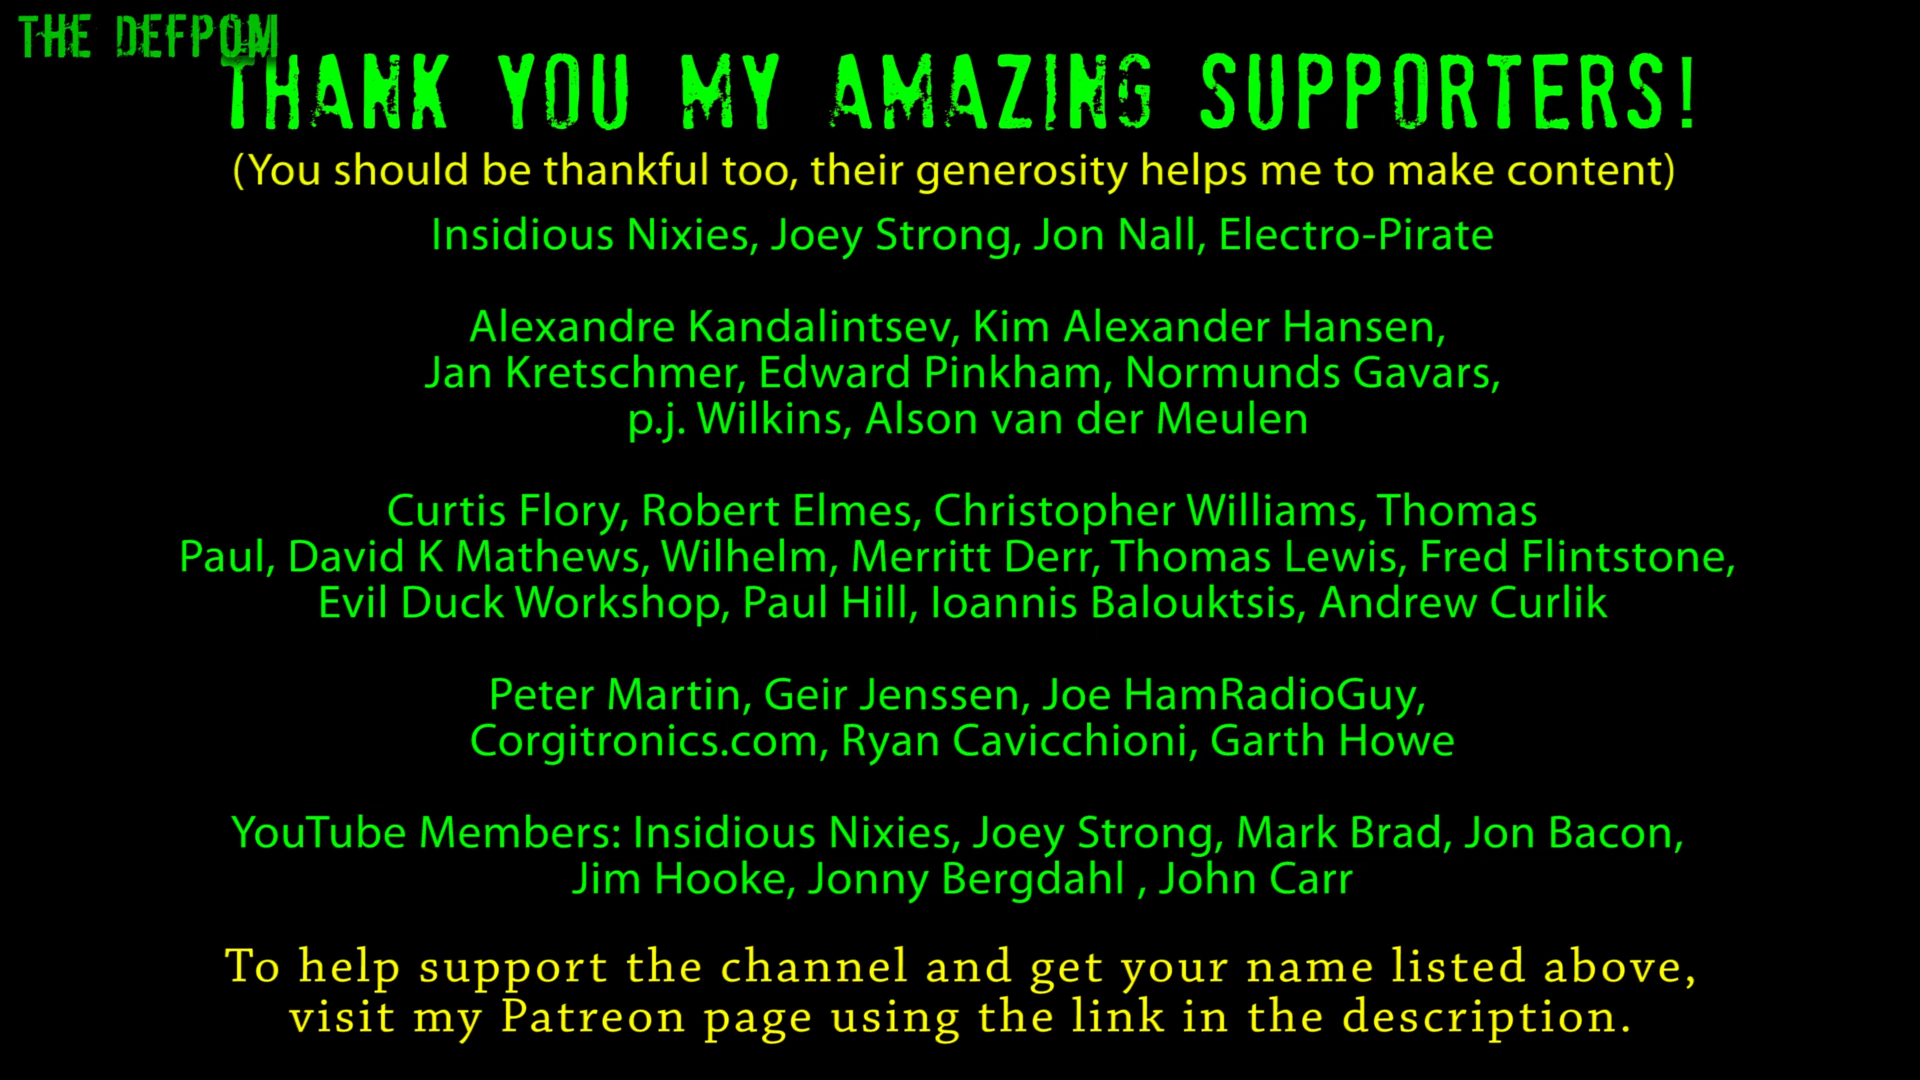 THE DEFPOM
THANK YOU MY AMAZING SUPPORTERS!
(You should be thankful too, their generosity helps me to make content)
Insidious Nixies, Joey Strong, Jon Nall, Electro-Pirate
Alexandre Kandalintsev, Kim Alexander Hansen,
Jan Kretschmer, Edward Pinkham, Normunds Gavars,
p.j. Wilkins, Alson van der Meulen
Curtis Flory, Robert Elmes, Christopher Williams, Thomas
Paul, David K Mathews, Wilhelm, Merritt Derr, Thomas Lewis, Fred Flintstone,
Evil Duck Workshop, Paul Hill, Ioannis Balouktsis, Andrew Curlik
Peter Martin, Geir Jenssen, Joe HamRadioGuy,
Corgitronics.com, Ryan Cavicchioni, Garth Howe
YouTube Members: Insidious Nixies, Joey Strong, Mark Brad, Jon Bacon,
Jim Hooke, Jonny Bergdahl , John Carr
To help support the channel and get your name listed above,
visit my Patreon page using the link in the description.